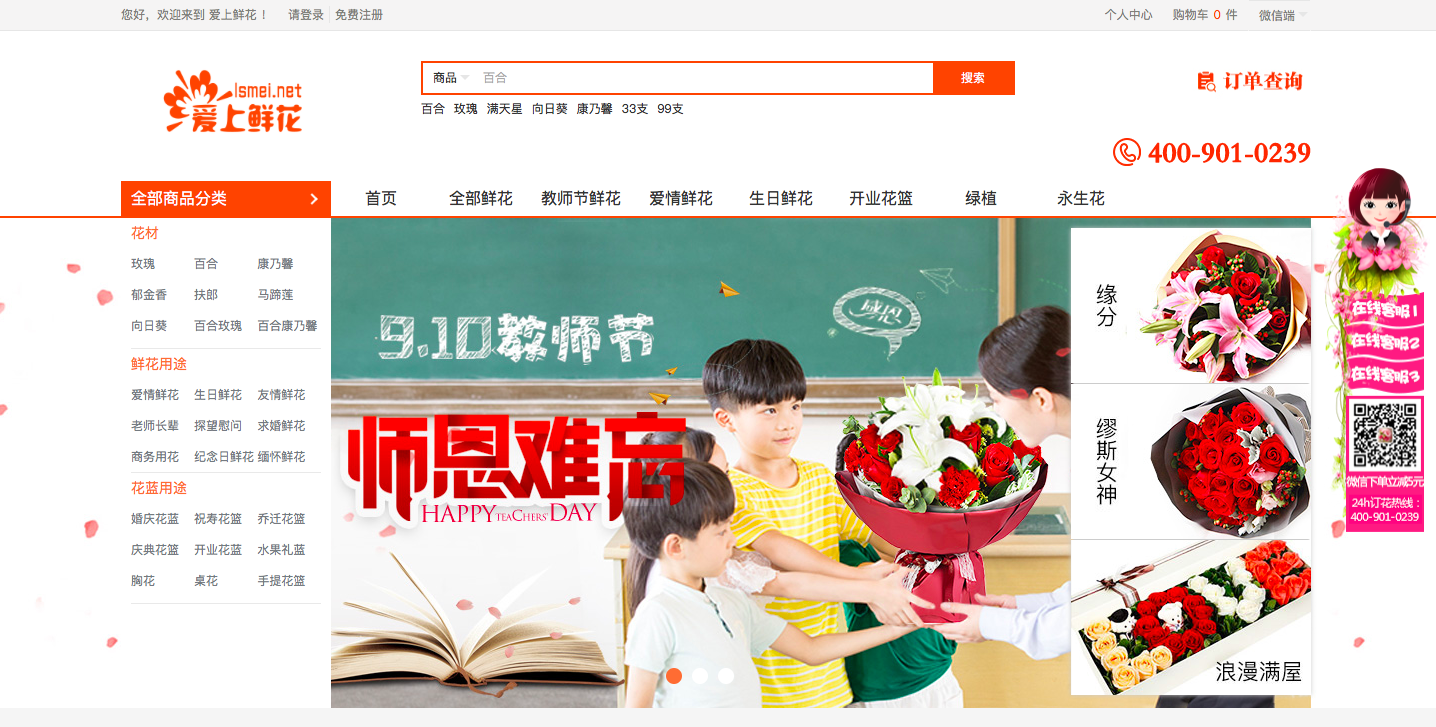 您好，欢迎来到 爱上鲜花 ！ 请登录 免费注册 个人中心 购物车 0 件 微信端
lsmei.net
爱上鲜花
商品 百合 搜索
百合 玫瑰 满天星 向日葵 康乃馨 33支 99支
订单查询
400-901-0239
全部商品分类 首页 全部鲜花 教师节鲜花 爱情鲜花 生日鲜花 开业花篮 绿植 永生花
花材
玫瑰 百合 康乃馨
郁金香 扶郎 马蹄莲
向日葵 百合玫瑰 百合康乃馨
鲜花用途
爱情鲜花 生日鲜花 友情鲜花
老师长辈 探望慰问 求婚鲜花
商务用花 纪念日鲜花 缅怀鲜花
花蓝用途
婚庆花蓝 祝寿花篮 乔迁花篮
庆典花篮 开业花蓝 水果礼蓝
胸花 桌花 手提花篮
9.10教师节
感恩
师恩难忘
HAPPY TEACHERS' DAY
缘分
缪斯女神
浪漫满屋
在线客服1
在线客服2
在线客服3
微信下单立减5元
24h订花热线：
400-901-0239